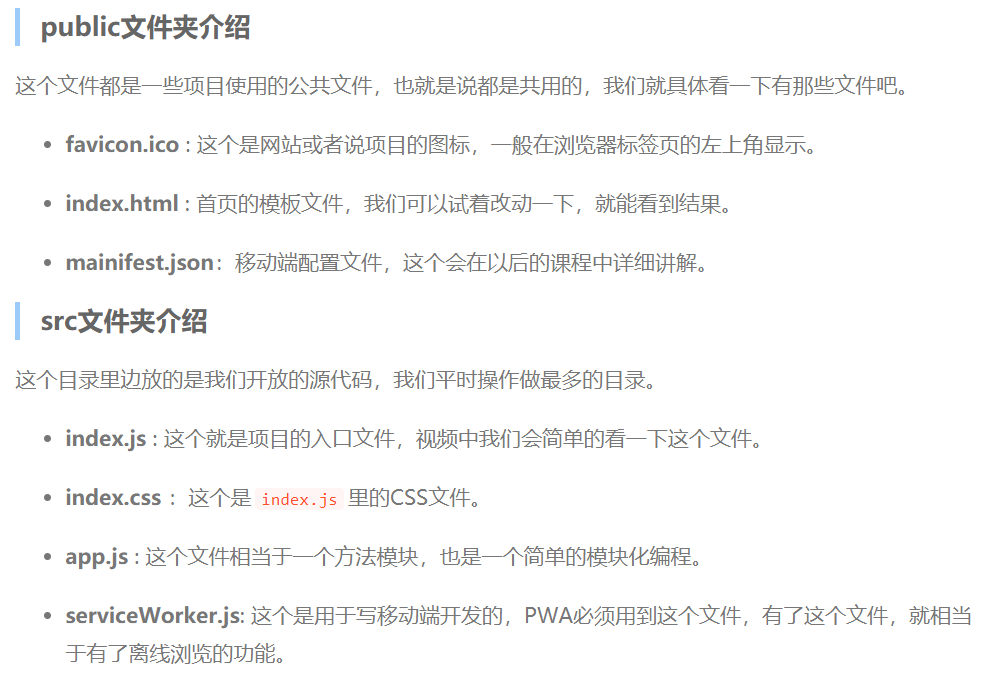 public文件夹介绍
这个文件都是一些项目使用的公共文件，也就是说都是共用的，我们就具体看一下有那些文件吧。
• favicon.ico : 这个是网站或者说项目的图标，一般在浏览器标签页的左上角显示。
• index.html : 首页的模板文件，我们可以试着改动一下，就能看到结果。
• mainifest.json：移动端配置文件，这个会在以后的课程中详细讲解。
src文件夹介绍
这个目录里边放的是我们开放的源代码，我们平时操作做最多的目录。
• index.js : 这个就是项目的入口文件，视频中我们会简单的看一下这个文件。
• index.css ：这个是 index.js 里的CSS文件。
• app.js : 这个文件相当于一个方法模块，也是一个简单的模块化编程。
• serviceWorker.js: 这个是用于写移动端开发的，PWA必须用到这个文件，有了这个文件，就相当
于有了离线浏览的功能。